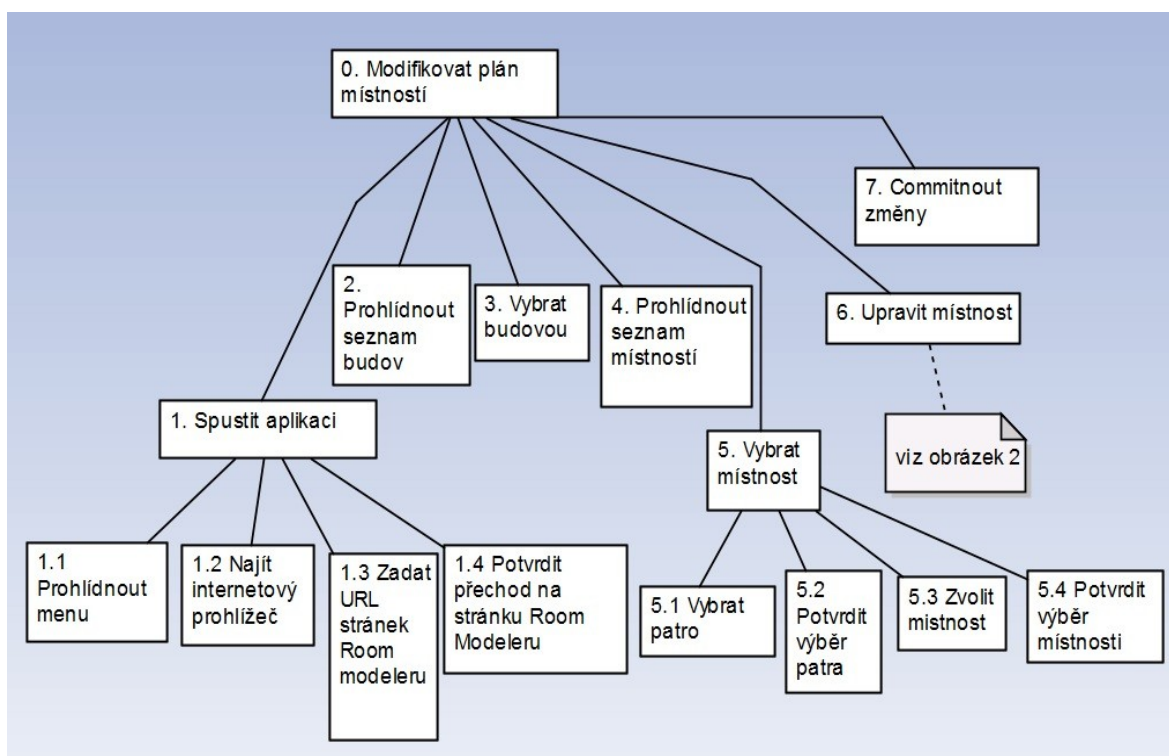 0. Modifikovat plán
místností
7. Commitnout
změny
2.
Prohlídnout
seznam
budov
3. Vybrat
budovou
4. Prohlídnout
seznam
místností
6. Upravit místnost
viz obrázek 2
1. Spustit aplikaci
5. Vybrat
místnost
1.1
Prohlídnout
menu
1.2 Najít
internetový
prohlížeč
1.3 Zadat
URL
stránek
Room
modeleru
1.4 Potvrdit
přechod na
stránku Room
Modeleru
5.1 Vybrat
patro
5.2
Potvrdit
výběr
patra
5.3 Zvolit
mistnost
5.4 Potvrdit
výběr
místnosti